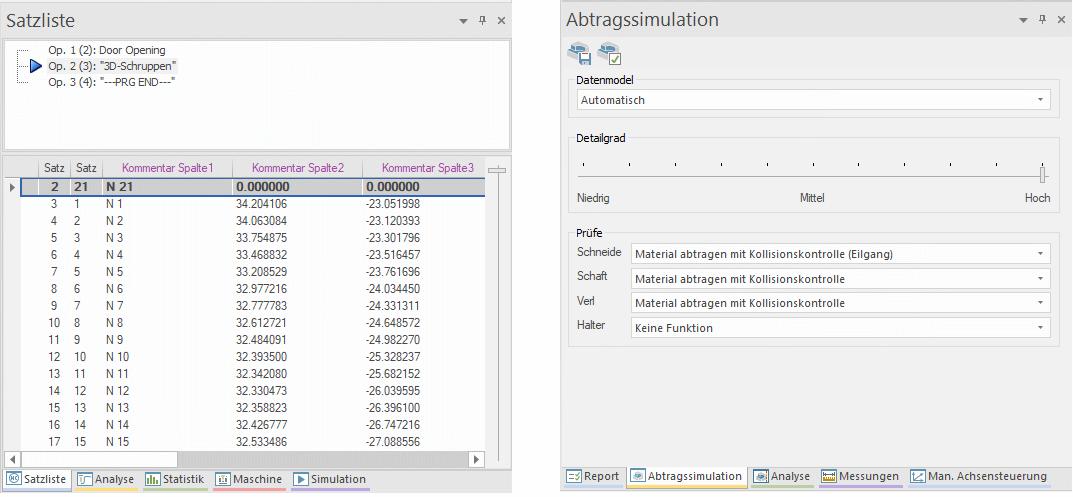 Satzliste
Op. 1 (2): Door Opening
Op. 2 (3): "3D-Schruppen"
Op. 3 (4): "---PRG END---"
Satz Satz Kommentar Spalte1 Kommentar Spalte2 Kommentar Spalte3
2 21 N 21 0.000000 0.000000
3 1 N 1 34.204106 -23.051998
4 2 N 2 34.063084 -23.120393
5 3 N 3 33.754875 -23.301796
6 4 N 4 33.468832 -23.516457
7 5 N 5 33.208529 -23.761696
8 6 N 6 32.977216 -24.034450
9 7 N 7 32.777783 -24.331311
10 8 N 8 32.612721 -24.648572
11 9 N 9 32.484091 -24.982270
12 10 N 10 32.393500 -25.328237
13 11 N 11 32.342080 -25.682152
14 12 N 12 32.330473 -26.039595
15 13 N 13 32.358823 -26.396100
16 14 N 14 32.426777 -26.747216
17 15 N 15 32.533486 -27.088556
Satzliste Analyse Statistik Maschine Simulation
Abtragssimulation
Datenmodel
Automatisch
Detailgrad
Niedrig Mittel Hoch
Prüfe
Schneide Material abtragen mit Kollisionskontrolle (Eilgang)
Schaft Material abtragen mit Kollisionskontrolle
Verl Material abtragen mit Kollisionskontrolle
Halter Keine Funktion
Report Abtragssimulation Analyse Messungen Man. Achsensteuerung